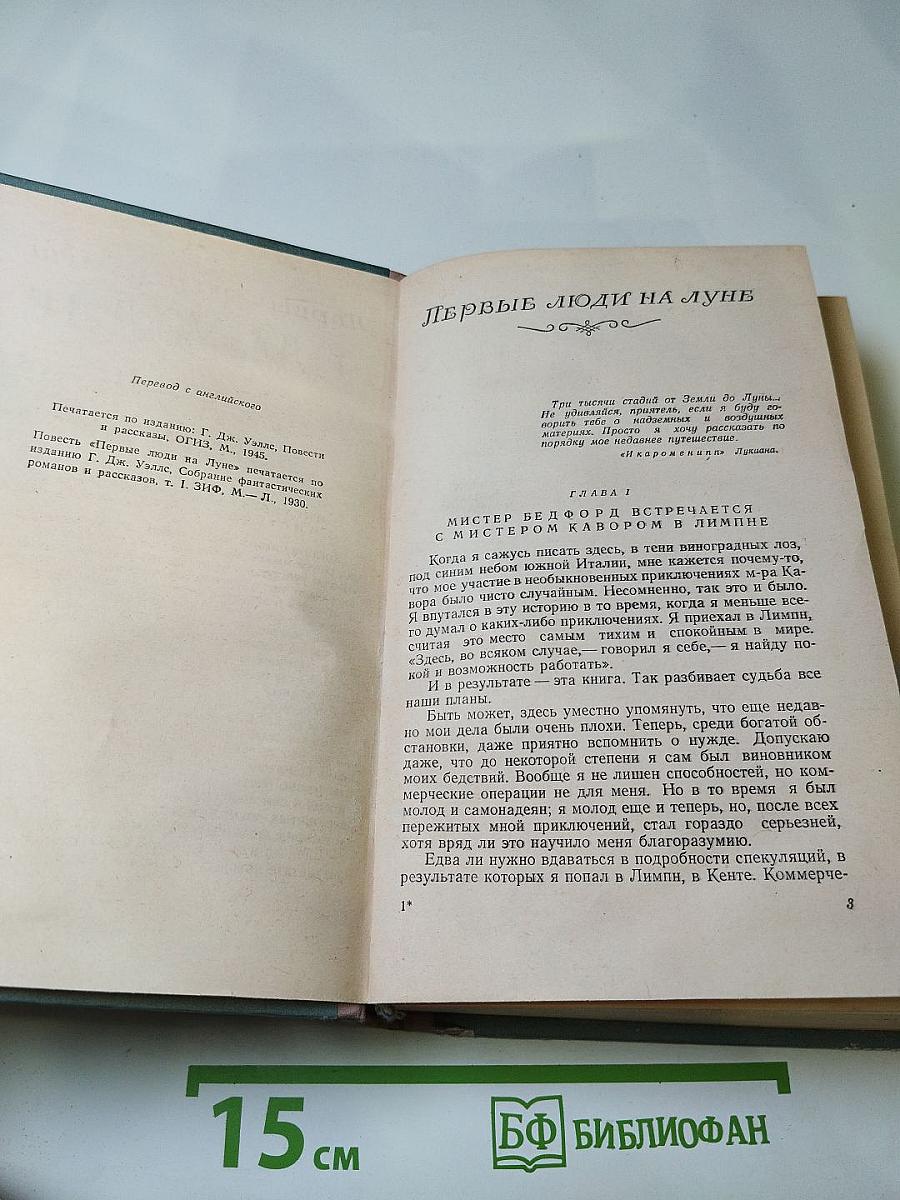 Перевод с английского
Печатается по изданию: Г. Дж. Уэллс, Повести
и рассказы, ОГИЗ, М., 1945.
Повесть «Первые люди на Луне» печатается по
изданию Г. Дж. Уэллс, Собрание фантастических
романов и рассказов, т. I. ЗИФ, М.— Л., 1930.
ПЕРВЫЕ ЛЮДИ НА ЛУНЕ
Три тысячи стадий от Земли до Луны...
Не удивляйся, приятель, если я буду го-
ворить тебе о надземных и воздушных
материях. Просто я хочу рассказать по
порядку мое недавнее путешествие.
«Икароменипп» Лукиана.
ГЛАВА I
МИСТЕР БЕДФОРД ВСТРЕЧАЕТСЯ
С МИСТЕРОМ КАВОРОМ В ЛИМПНЕ
Когда я сажусь писать здесь, в тени виноградных лоз,
под синим небом южной Италии, мне кажется почему-то,
что мое участие в необыкновенных приключениях м-ра Ка-
вора было чисто случайным. Несомненно, так это и было.
Я впутался в эту историю в то время, когда я меньше все-
го думал о каких-либо приключениях. Я приехал в Лимпн,
считая это место самым тихим и спокойным в мире.
«Здесь, во всяком случае,— говорил я себе,— я найду по-
кой и возможность работать».
И в результате — эта книга. Так разбивает судьба все
наши планы.
Быть может, здесь уместно упомянуть, что еще недав-
но мои дела были очень плохи. Теперь, среди богатой об-
становки, даже приятно вспомнить о нужде. Допускаю
даже, что до некоторой степени я сам был виновником
моих бедствий. Вообще я не лишен способностей, но ком-
мерческие операции не для меня. Но в то время я был
молод и самонадеян; я молод еще и теперь, но, после всех
пережитых мной приключений, стал гораздо серьезней,
хотя вряд ли это научило меня благоразумию.
Едва ли нужно вдаваться в подробности спекуляций, в
результате которых я попал в Лимпн, в Кенте. Коммерче-
1*
3
15 см
БФ БИБЛИОФАН